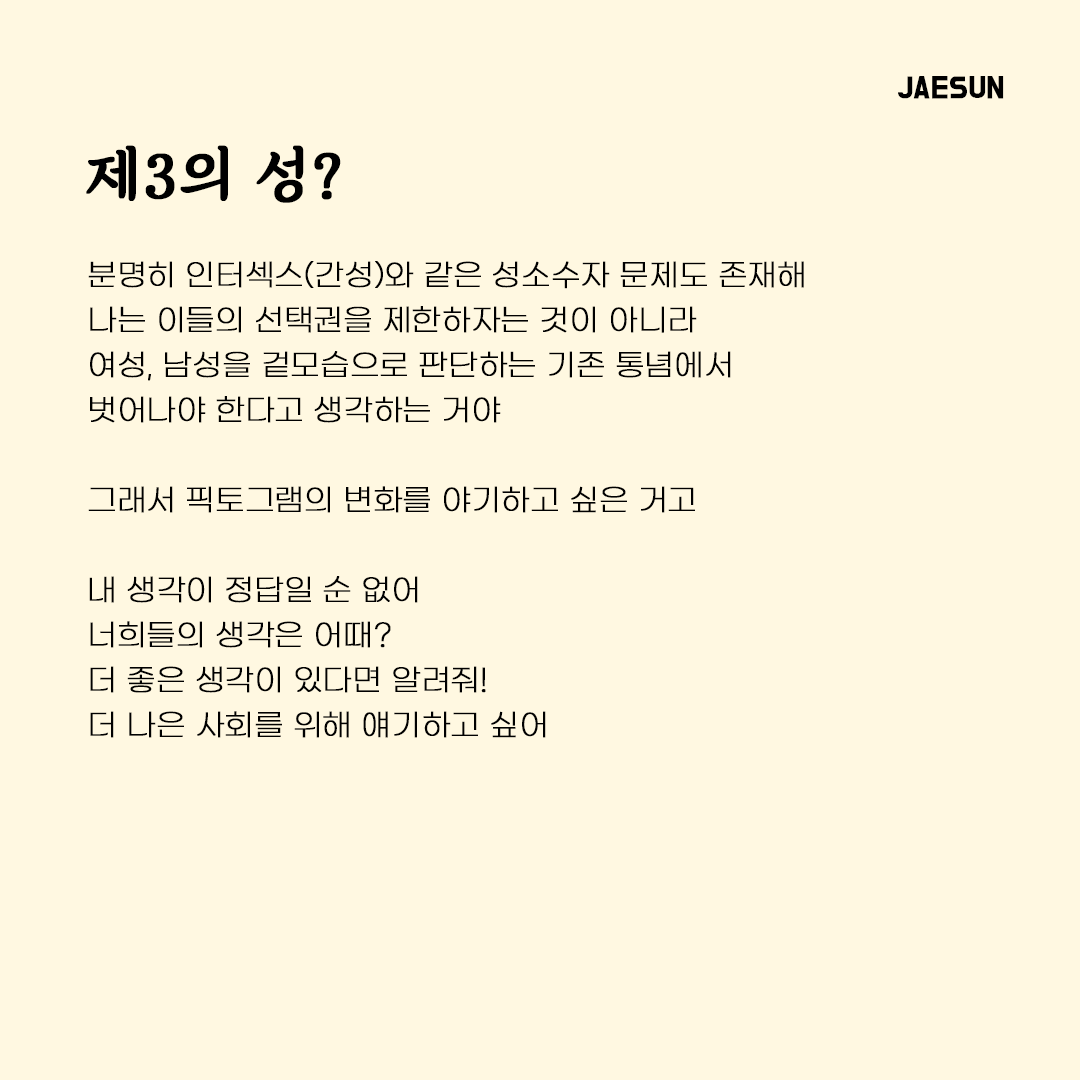 JAESUN
제3의 성?
분명히 인터섹스(간성)와 같은 성소수자 문제도 존재해
나는 이들의 선택권을 제한하자는 것이 아니라
여성, 남성을 겉모습으로 판단하는 기존 통념에서
벗어나야 한다고 생각하는 거야
그래서 픽토그램의 변화를 야기하고 싶은 거고
내 생각이 정답일 순 없어
너희들의 생각은 어때?
더 좋은 생각이 있다면 알려줘!
더 나은 사회를 위해 얘기하고 싶어